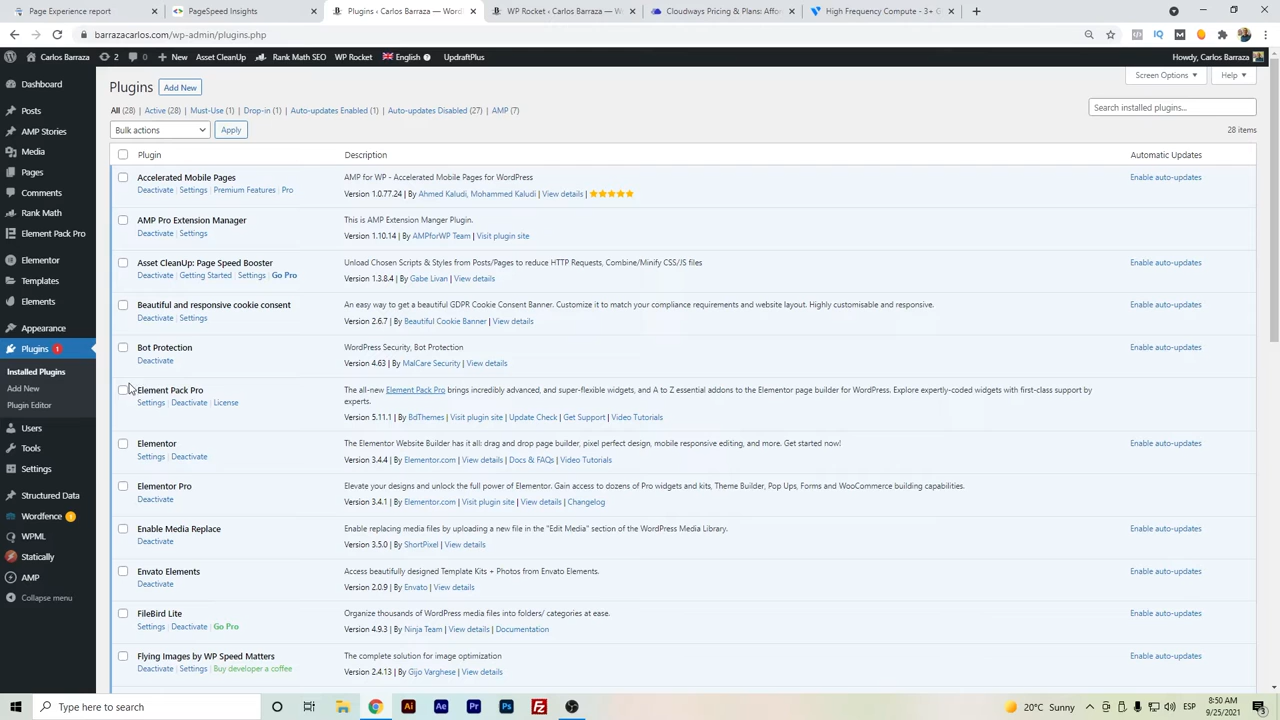 Page Experience report
PageSpeed Insights
Plugins ‹ Carlos Barraza — Wor
WP Rocket ‹ Carlos Barraza — W
Cloudways Pricing & Plans: Affor
High Frequency Compute - 3+ G
barrazacarlos.com/wp-admin/plugins.php
Carlos Barraza
2
0
New
Asset CleanUp
Rank Math SEO
WP Rocket
English
UpdraftPlus
Howdy, Carlos Barraza
Dashboard
Posts
AMP Stories
Media
Pages
Comments
Rank Math
Element Pack Pro
Elementor
Templates
Elements
Appearance
Plugins 1
Installed Plugins
Add New
Plugin Editor
Users
Tools
Settings
Structured Data
Wordfence
WPML
Statically
AMP
Collapse menu
Plugins
Add New
Screen Options
Help
All (28) | Active (28) | Must-Use (1) | Drop-in (1) | Auto-updates Enabled (1) | Auto-updates Disabled (27) | AMP (7)
Search installed plugins...
Bulk actions
Apply
28 items
Plugin Description Automatic Updates
Accelerated Mobile Pages
Deactivate | Settings | Premium Features | Pro
AMP for WP - Accelerated Mobile Pages for WordPress
Version 1.0.77.24 | By Ahmed Kaludi, Mohammed Kaludi | View details |
Enable auto-updates
AMP Pro Extension Manager
Deactivate | Settings
This is AMP Extension Manger Plugin.
Version 1.10.14 | By AMPforWP Team | Visit plugin site
Asset CleanUp: Page Speed Booster
Deactivate | Getting Started | Settings | Go Pro
Unload Chosen Scripts & Styles from Posts/Pages to reduce HTTP Requests, Combine/Minify CSS/JS files
Version 1.3.8.4 | By Gabe Livan | View details
Enable auto-updates
Beautiful and responsive cookie consent
Deactivate | Settings
An easy way to get a beautiful GDPR Cookie Consent Banner. Customize it to match your compliance requirements and website layout. Highly customisable and responsive.
Version 2.6.7 | By Beautiful Cookie Banner | View details
Enable auto-updates
Bot Protection
Deactivate
WordPress Security, Bot Protection
Version 4.63 | By MalCare Security | View details
Enable auto-updates
Element Pack Pro
Settings | Deactivate | License
The all-new Element Pack Pro brings incredibly advanced, and super-flexible widgets, and A to Z essential addons to the Elementor page builder for WordPress. Explore expertly-coded widgets with first-class support by
experts.
Version 5.11.1 | By BdThemes | Visit plugin site | Update Check | Get Support | Video Tutorials
Elementor
Settings | Deactivate
The Elementor Website Builder has it all: drag and drop page builder, pixel perfect design, mobile responsive editing, and more. Get started now!
Version 3.4.4 | By Elementor.com | View details | Docs & FAQs | Video Tutorials
Enable auto-updates
Elementor Pro
Deactivate
Elevate your designs and unlock the full power of Elementor. Gain access to dozens of Pro widgets and kits, Theme Builder, Pop Ups, Forms and WooCommerce building capabilities.
Version 3.4.1 | By Elementor.com | Visit plugin site | View details | Changelog
Enable auto-updates
Enable Media Replace
Deactivate
Enable replacing media files by uploading a new file in the "Edit Media" section of the WordPress Media Library.
Version 3.5.0 | By ShortPixel | View details
Enable auto-updates
Envato Elements
Deactivate
Access beautifully designed Template Kits + Photos from Envato Elements.
Version 2.0.9 | By Envato | View details
Enable auto-updates
FileBird Lite
Settings | Deactivate | Go Pro
Organize thousands of WordPress media files into folders/ categories at ease.
Version 4.9.3 | By Ninja Team | View details | Documentation
Enable auto-updates
Flying Images by WP Speed Matters
Deactivate | Settings | Buy developer a coffee
The complete solution for image optimization
Version 2.4.13 | By Gijo Varghese | View details
Enable auto-updates
Type here to search
20°C Sunny
ESP
8:50 AM
9/25/2021